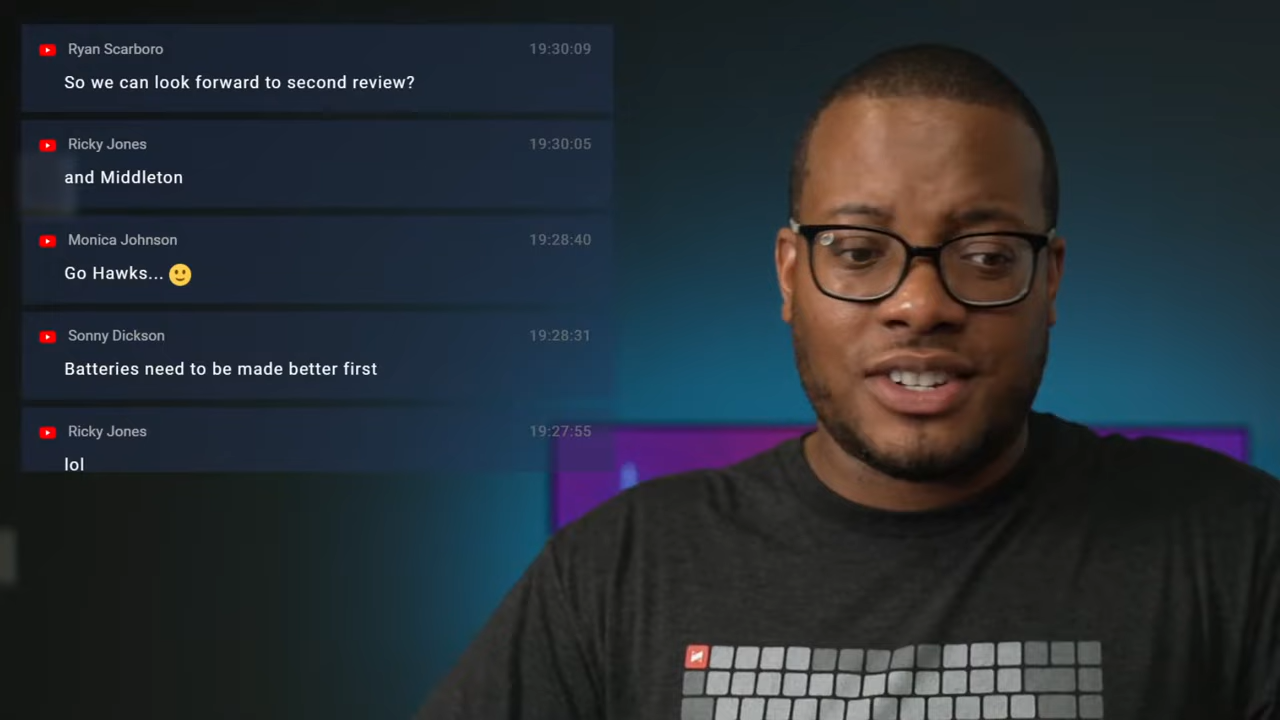 Ryan Scarboro 19:30:09
So we can look forward to second review?
Ricky Jones 19:30:05
and Middleton
Monica Johnson 19:28:40
Go Hawks... 🙂
Sonny Dickson 19:28:31
Batteries need to be made better first
Ricky Jones 19:27:55
lol